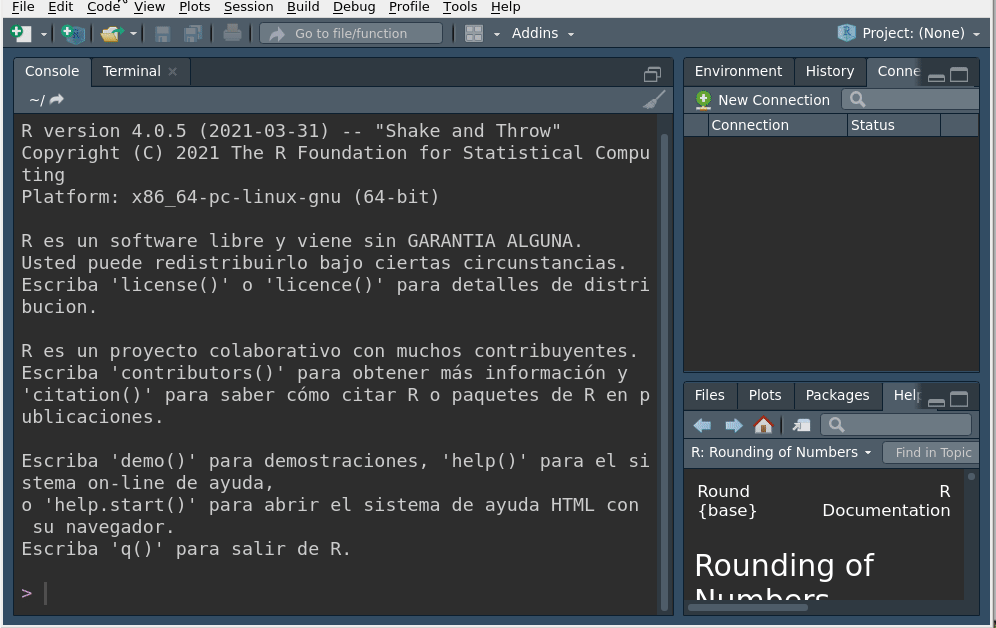 File Edit Code View Plots Session Build Debug Profile Tools Help
Go to file/function Addins Project: (None)
Console Terminal
~/
R version 4.0.5 (2021-03-31) -- "Shake and Throw"
Copyright (C) 2021 The R Foundation for Statistical Compu
ting
Platform: x86_64-pc-linux-gnu (64-bit)
R es un software libre y viene sin GARANTIA ALGUNA.
Usted puede redistribuirlo bajo ciertas circunstancias.
Escriba 'license()' o 'licence()' para detalles de distri
bucion.
R es un proyecto colaborativo con muchos contribuyentes.
Escriba 'contributors()' para obtener más información y
'citation()' para saber cómo citar R o paquetes de R en p
ublicaciones.
Escriba 'demo()' para demostraciones, 'help()' para el si
stema on-line de ayuda,
o 'help.start()' para abrir el sistema de ayuda HTML con
su navegador.
Escriba 'q()' para salir de R.
>
Environment History Conne
New Connection
Connection Status
Files Plots Packages Help
R: Rounding of Numbers Find in Topic
Round R
{base} Documentation
Rounding of
Numbers